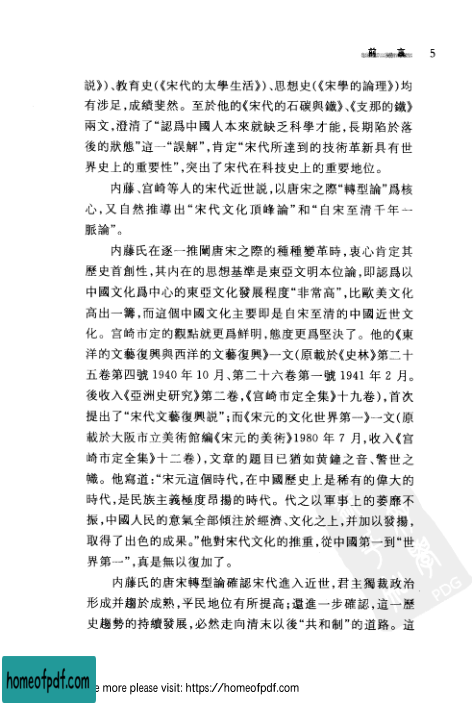 前　言　5
説》)、教育史(《宋代的太學生活》)、思想史(《宋學的論理》)均
有涉足,成績斐然。至於他的《宋代的石碳與鐵》、《支那的鐵》
兩文,澄清了“認爲中國人本來就缺乏科學才能,長期陷於落
後的狀態”這一“誤解”,肯定“宋代所達到的技術革新具有世
界史上的重要性”,突出了宋代在科技史上的重要地位。
内藤、宫崎等人的宋代近世説,以唐宋之際“轉型論”爲核
心,又自然推導出“宋代文化頂峰論”和“自宋至清千年一
脈論”。
内藤氏在逐一推闡唐宋之際的種種變革時,衷心肯定其
歷史首創性,其内在的思想基準是東亞文明本位論,即認爲以
中國文化爲中心的東亞文化發展程度“非常高”,比歐美文化
高出一籌,而這個中國文化主要即是自宋至清的中國近世文
化。宫崎市定的觀點就更爲鮮明,態度更爲堅決了。他的《東
洋的文藝復興與西洋的文藝復興》一文(原載於《史林》第二十
五卷第四號 1940 年 10 月、第二十六卷第一號 1941 年 2 月。
後收入《亞洲史研究》第二卷,《宫崎市定全集》十九卷),首次
提出了“宋代文藝復興説”;而《宋元的文化世界第一》一文(原
載於大阪市立美術館編《宋元的美術》1980 年 7 月,收入《宫
崎市定全集》十二卷),文章的題目已猶如黄鐘之音、警世之
幟。他寫道:“宋元這個時代,在中國歷史上是稀有的偉大的
時代,是民族主義極度昂揚的時代。代之以軍事上的萎靡不
振,中國人民的意氣全部傾注於經濟、文化之上,并加以發揚,
取得了出色的成果。”他對宋代文化的推重,從中國第一到“世
界第一”,真是無以復加了。
内藤氏的唐宋轉型論確認宋代進入近世,君主獨裁政治
形成并趨於成熟,平民地位有所提高;還進一步確認,這一歷
史趨勢的持續發展,必然走向清末以後“共和制”的道路。這
PDG
homeofpdf.com
e more please visit: https://homeofpdf.com